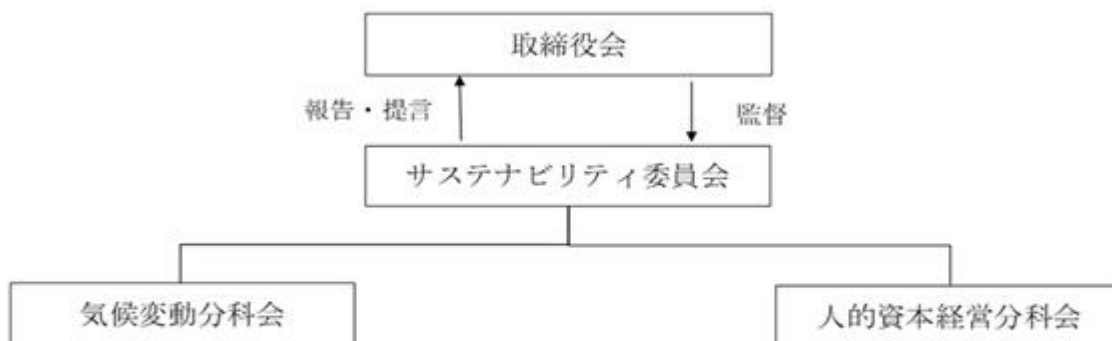 取締役会
報告・提言
監督
サステナビリティ委員会
気候変動分科会
人的資本経営分科会